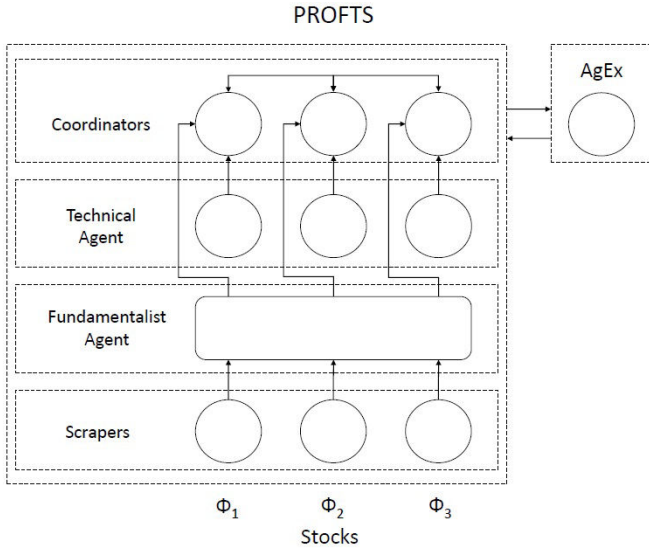 PROFTS
AgEx
Coordinators
Technical
Agent
Fundamentalist
Agent
Scrapers
Φ1 Φ2 Φ3
Stocks